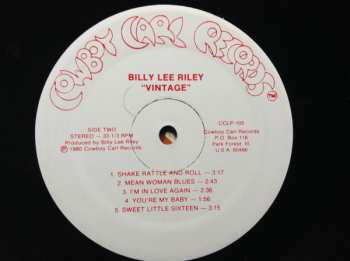 COWBOY CARL RECORDS TM
BILLY LEE RILEY
"VINTAGE"
SIDE TWO
STEREO — 33-1/3 RPM
Produced by Billy Lee Riley
© 1980 Cowboy Carl Records
CCLP-105
Cowboy Carl Records
P.O. Box 116
Park Forest, Ill.
U.S.A. 60466
1. SHAKE RATTLE AND ROLL — 3:17
2. MEAN WOMAN BLUES — 2:43
3. I'M IN LOVE AGAIN — 2:36
4. YOU'RE MY BABY — 1:56
5. SWEET LITTLE SIXTEEN — 3:15